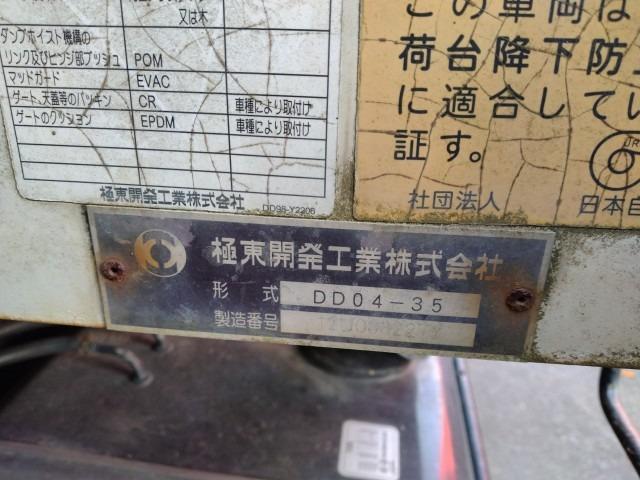 又は木
ダンプホイスト機構の
リンク及びヒンジ部ブッシュ POM
マッドガード EVAC
ゲート、天蓋等のパッキン CR 車種により取付け
ゲートのクッション EPDM 車種により取付け
極東開発工業株式会社 DD98-Y2206
この車両は
荷台降下防
に適合してい
証す。
社団法人 日本自
極東開発工業株式会社
形式 DD04-35
製造番号